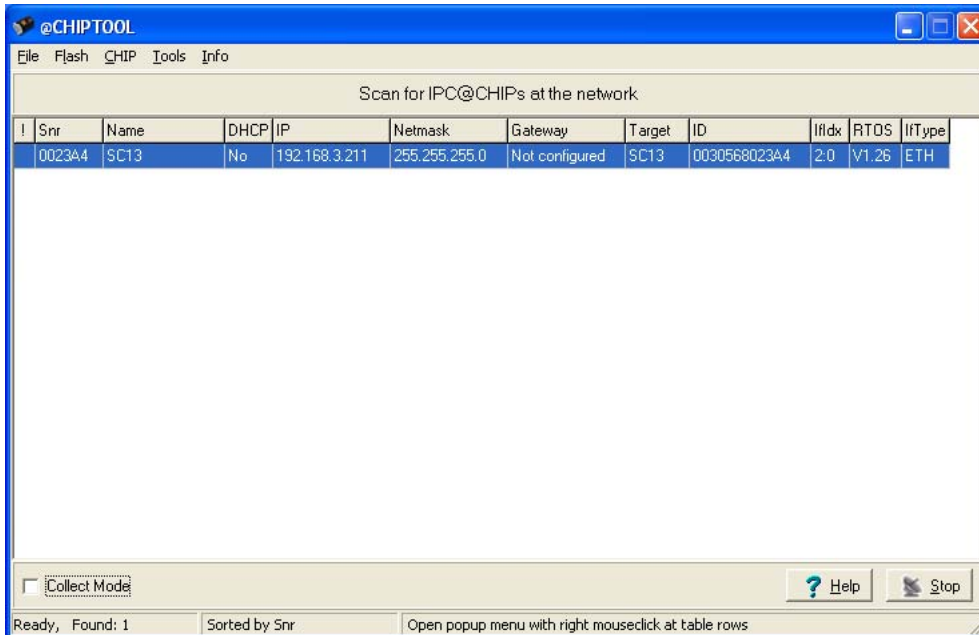 @CHIPTOOL
File Flash CHIP Tools Info
Scan for IPC@CHIPs at the network
! Snr Name DHCP IP Netmask Gateway Target ID IfIdx RTOS IfType
0023A4 SC13 No 192.168.3.211 255.255.255.0 Not configured SC13 0030568023A4 2:0 V1.26 ETH
Collect Mode
? Help Stop
Ready, Found: 1 Sorted by Snr Open popup menu with right mouseclick at table rows